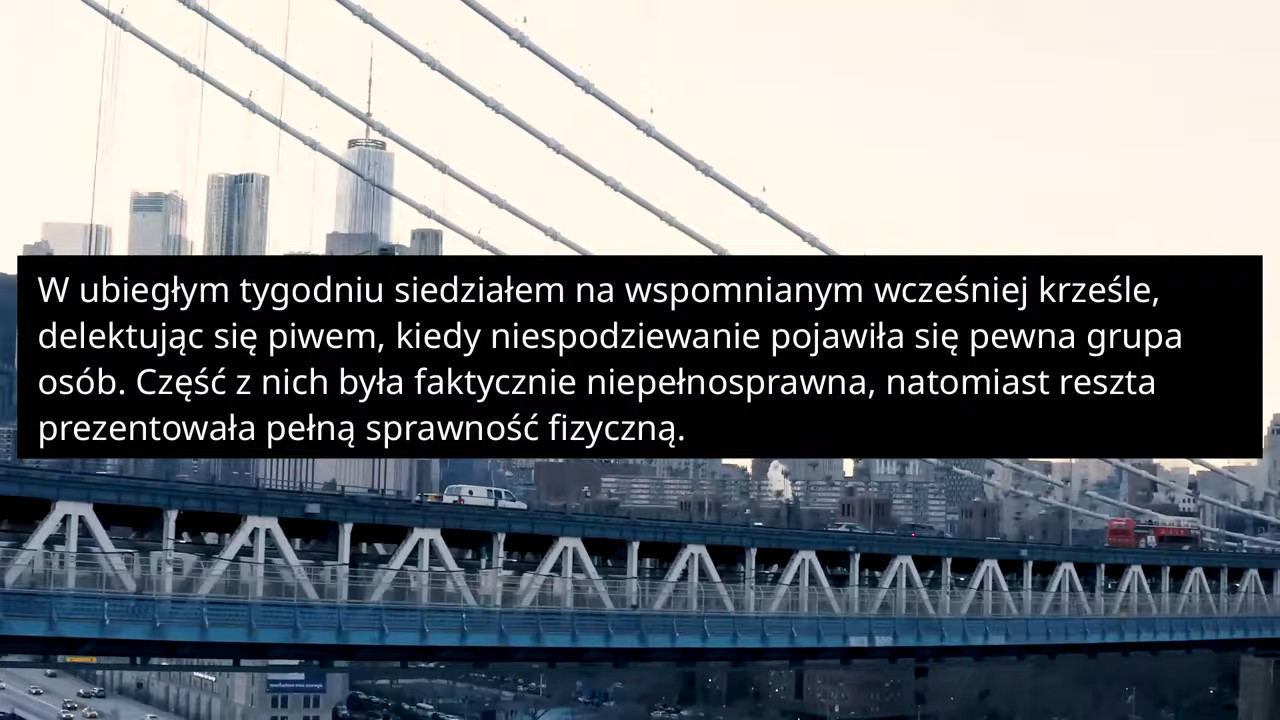 W ubiegłym tygodniu siedziałem na wspomnianym wcześniej krześle,
delektując się piwem, kiedy niespodziewanie pojawiła się pewna grupa
osób. Część z nich była faktycznie niepełnosprawna, natomiast reszta
prezentowała pełną sprawność fizyczną.